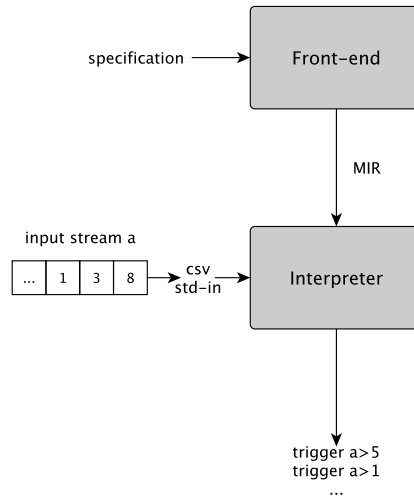 Front-end
specification
MIR
input stream a
... 1 3 8
csv
std-in
Interpreter
trigger a>5
trigger a>1
...